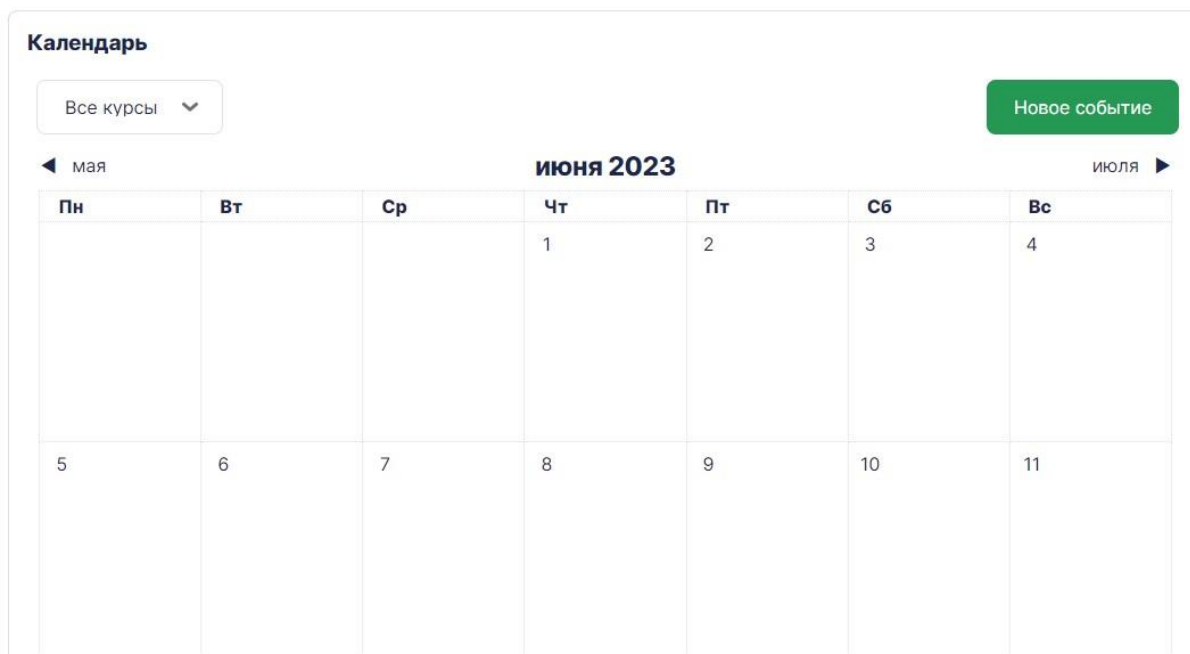 Календарь
Все курсы
Новое событие
мая
июня 2023
июля
Пн Вт Ср Чт Пт Сб Вс
1 2 3 4
5 6 7 8 9 10 11